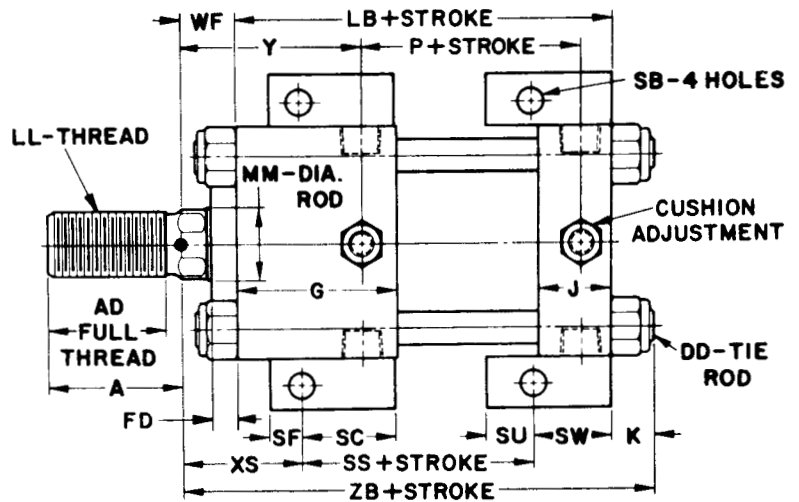 WF
LB+STROKE
Y
P+STROKE
SB-4 HOLES
LL-THREAD
MM-DIA.
ROD
CUSHION
ADJUSTMENT
G
J
AD
FULL
THREAD
A
DD-TIE
ROD
FD
SF
SC
SU
SW
K
XS
SS+STROKE
ZB+STROKE